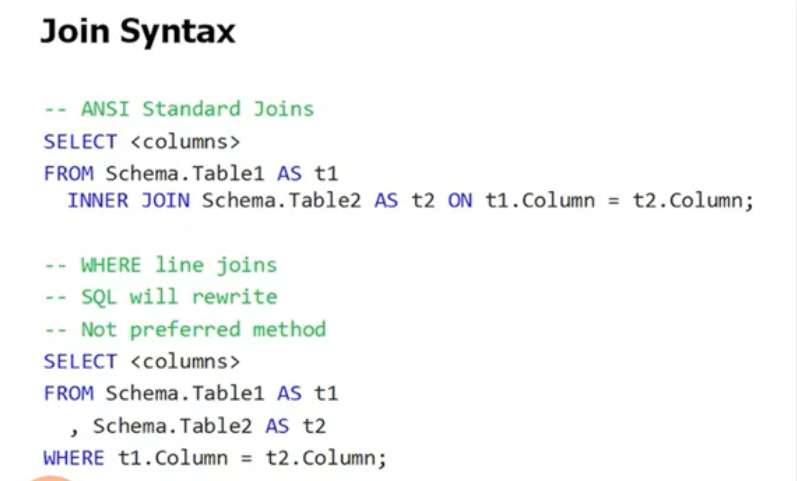 Join Syntax
-- ANSI Standard Joins
SELECT <columns>
FROM Schema.Table1 AS t1
INNER JOIN Schema.Table2 AS t2 ON t1.Column = t2.Column;
-- WHERE line joins
-- SQL will rewrite
-- Not preferred method
SELECT <columns>
FROM Schema.Table1 AS t1
, Schema.Table2 AS t2
WHERE t1.Column = t2.Column;